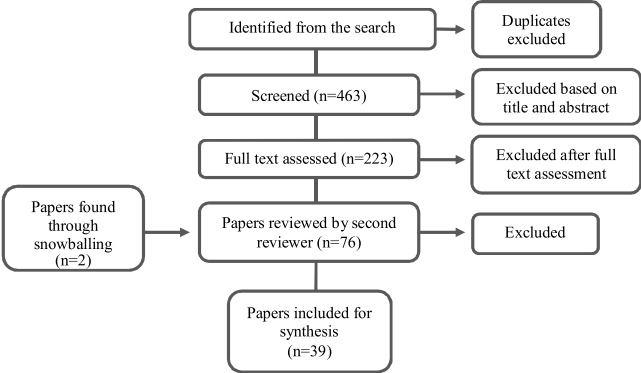 Identified from the search
Duplicates
excluded
Screened (n=463)
Excluded based on
title and abstract
Full text assessed (n=223)
Excluded after full
text assessment
Papers found
through
snowballing
(n=2)
Papers reviewed by second
reviewer (n=76)
Excluded
Papers included for
synthesis
(n=39)